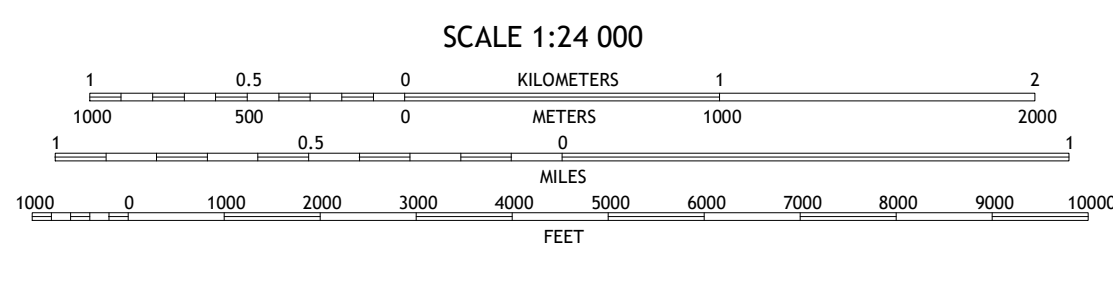 SCALE 1:24 000
1 0.5 0 KILOMETERS 1 2
1000 500 0 METERS 1000 2000
1 0.5 0 1
MILES
1000 0 1000 2000 3000 4000 5000 6000 7000 8000 9000 10000
FEET